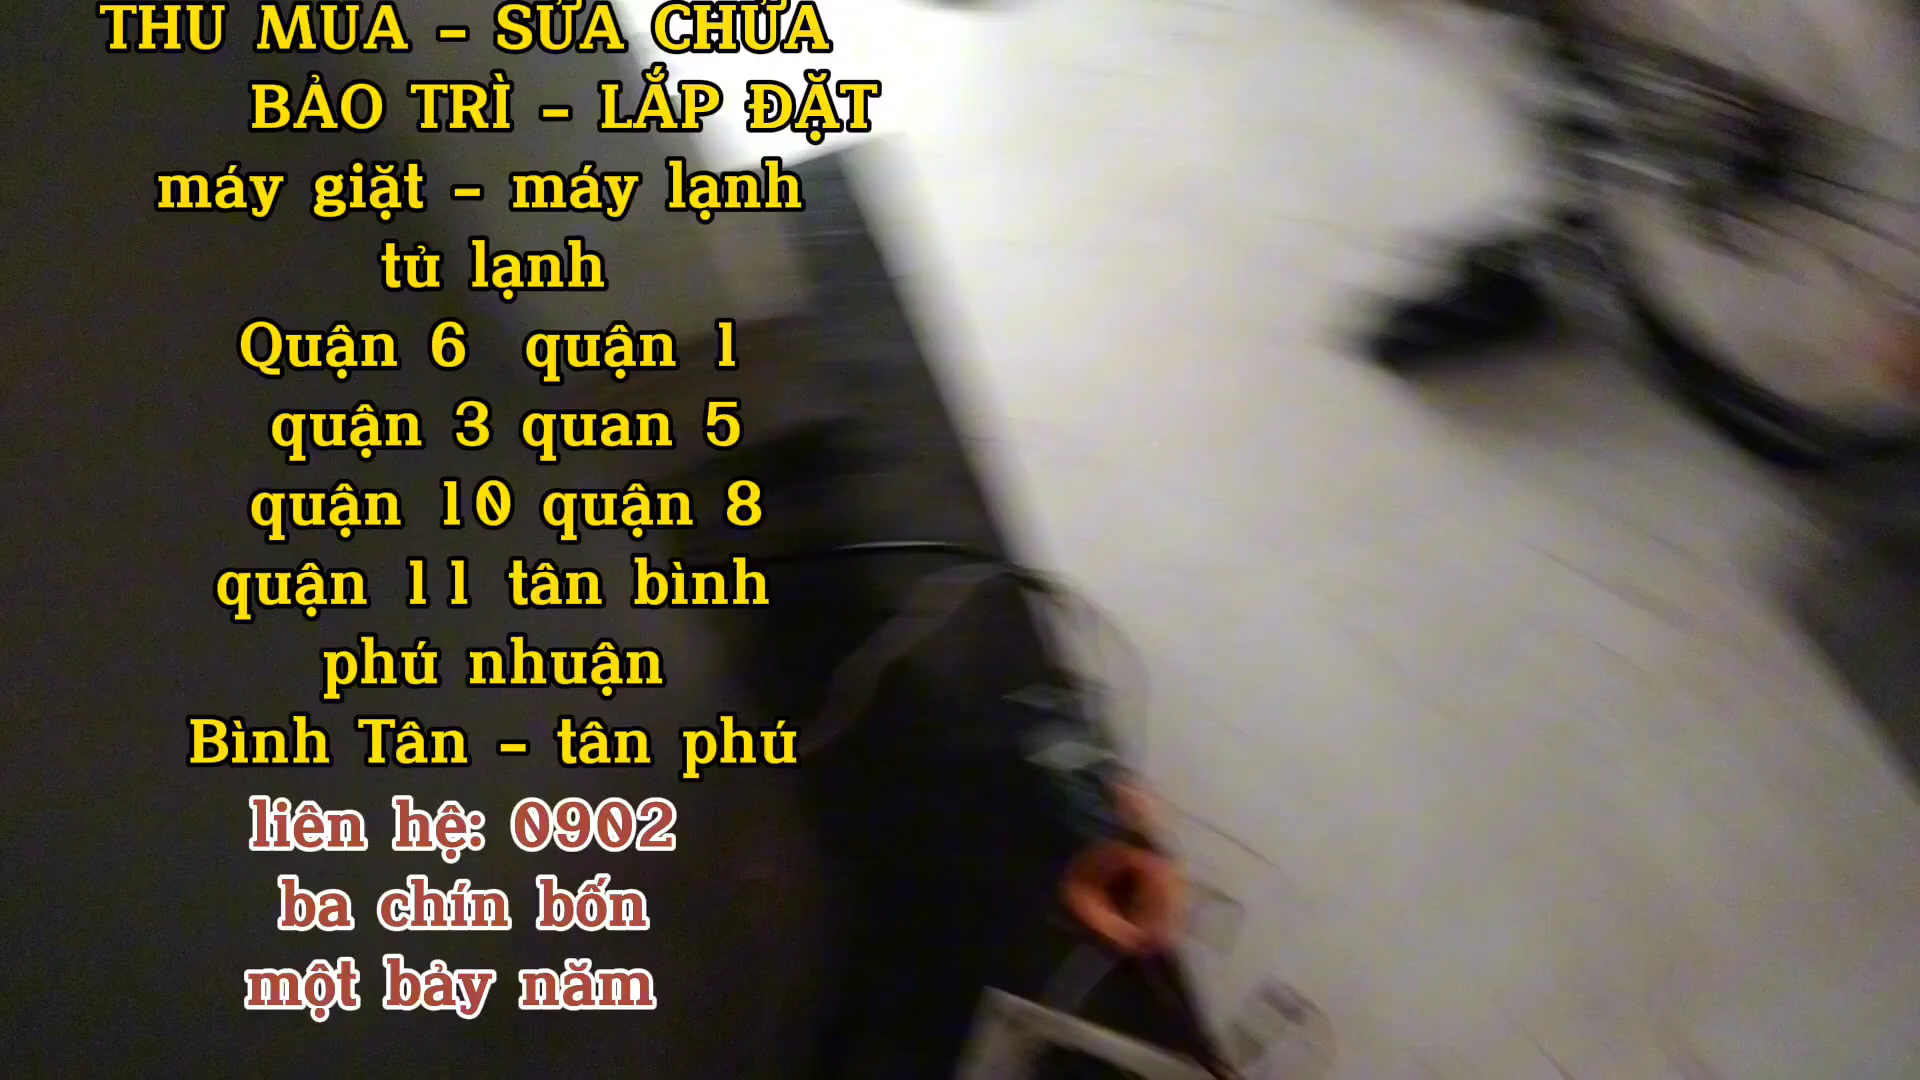 THU MUA - SỬA CHỮA
BẢO TRÌ - LẮP ĐẶT
máy giặt - máy lạnh
tủ lạnh
Quận 6 quận 1
quận 3 quan 5
quận 10 quận 8
quận 11 tân bình
phú nhuận
Bình Tân - tân phú
liên hệ: 0902
ba chín bốn
một bảy năm